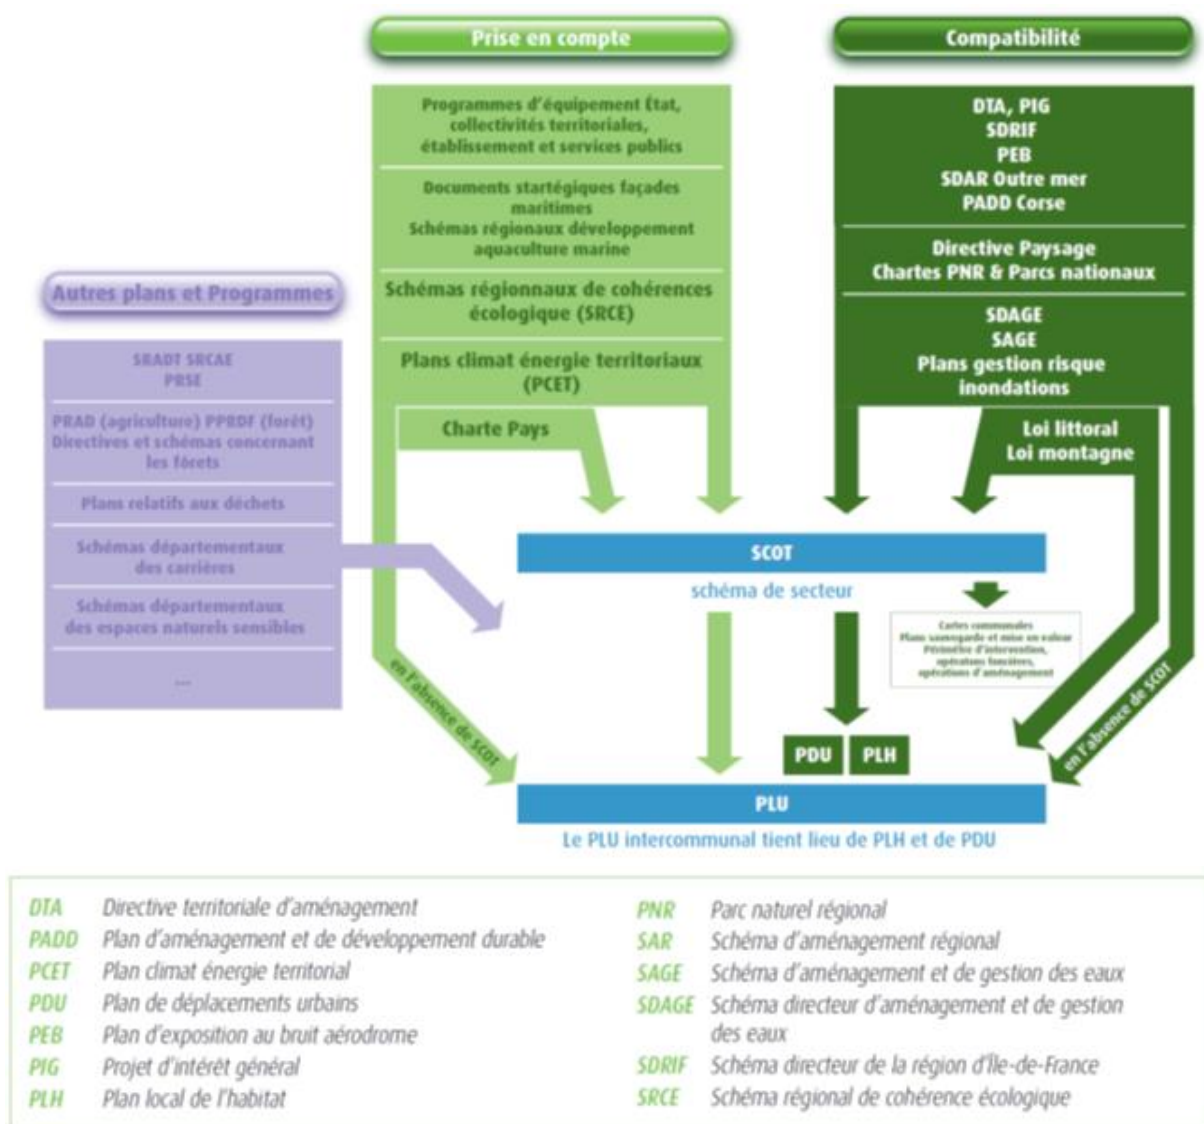 Prise en compte
Programmes d'équipement État,
collectivités territoriales,
établissement et services publics
Documents startégiques façades
maritimes
Schémas régionaux développement
aquaculture marine
Schémas régionnaux de cohérences
écologique (SRCE)
Plans climat énergie territoriaux
(PCET)
Charte Pays
Compatibilité
DTA, PIG
SDRIF
PEB
SDAR Outre mer
PADD Corse
Directive Paysage
Chartes PNR & Parcs nationaux
SDAGE
SAGE
Plans gestion risque
inondations
Loi littoral
Loi montagne
Autres plans et Programmes
SRADT SRCAE
PRSE
PRAD (agriculture) PPRDF (forêt)
Directives et schémas concernant
les fôrets
Plans relatifs aux déchets
Schémas départementaux
des carrières
Schémas départementaux
des espaces naturels sensibles
...
SCOT
schéma de secteur
Cartes communales
Plans sauvegarde et mise en valeur
Périmètre d'intervention,
opératons foncières,
opérations d'aménagement
en l'absence de SCOT
en l'absence de SCOT
PDU
PLH
PLU
Le PLU intercommunal tient lieu de PLH et de PDU
DTA Directive territoriale d'aménagement
PADD Plan d'aménagement et de développement durable
PCET Plan climat énergie territorial
PDU Plan de déplacements urbains
PEB Plan d'exposition au bruit aérodrome
PIG Projet d'intérêt général
PLH Plan local de l'habitat
PNR Parc naturel régional
SAR Schéma d'aménagement régional
SAGE Schéma d'aménagement et de gestion des eaux
SDAGE Schéma directeur d'aménagement et de gestion
des eaux
SDRIF Schéma directeur de la région d'Île-de-France
SRCE Schéma régional de cohérence écologique